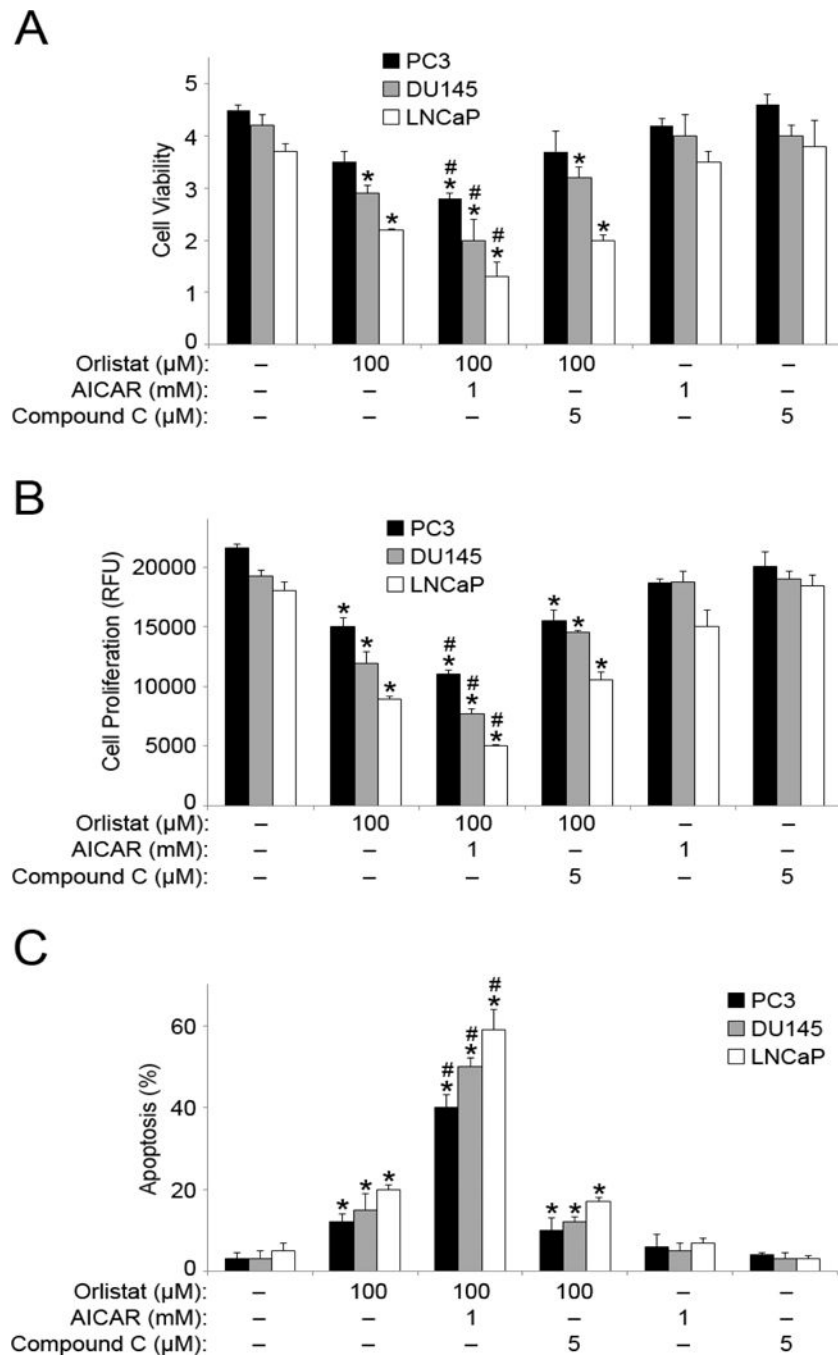 A
PC3
DU145
LNCaP
Cell Viability
5
4
3
2
1
0
* *
# * # * # *
* *
Orlistat (µM): – 100 100 100 – –
AICAR (mM): – – 1 – 1 –
Compound C (µM): – – – 5 – 5
B
PC3
DU145
LNCaP
Cell Proliferation (RFU)
20000
15000
10000
5000
0
* * *
# * # * # *
* * *
Orlistat (µM): – 100 100 100 – –
AICAR (mM): – – 1 – 1 –
Compound C (µM): – – – 5 – 5
C
PC3
DU145
LNCaP
Apoptosis (%)
60
40
20
0
* * *
# * # * # *
* * *
Orlistat (µM): – 100 100 100 – –
AICAR (mM): – – 1 – 1 –
Compound C (µM): – – – 5 – 5